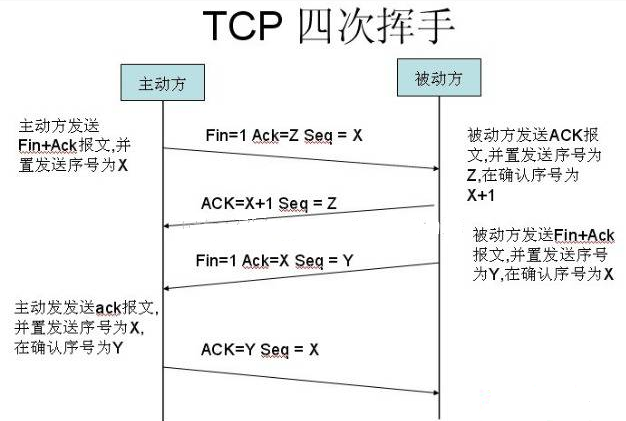 TCP 四次挥手
主动方
被动方
主动方发送
Fin+Ack报文,并
置发送序号为X
Fin=1 Ack=Z Seq = X
被动方发送ACK报
文,并置发送序号为
Z,在确认序号为
X+1
ACK=X+1 Seq = Z
被动方发送Fin+Ack
报文,并置发送序号
为Y,在确认序号为X
Fin=1 Ack=X Seq = Y
主动发发送ack报文,
并置发送序号为X,
在确认序号为Y
ACK=Y Seq = X